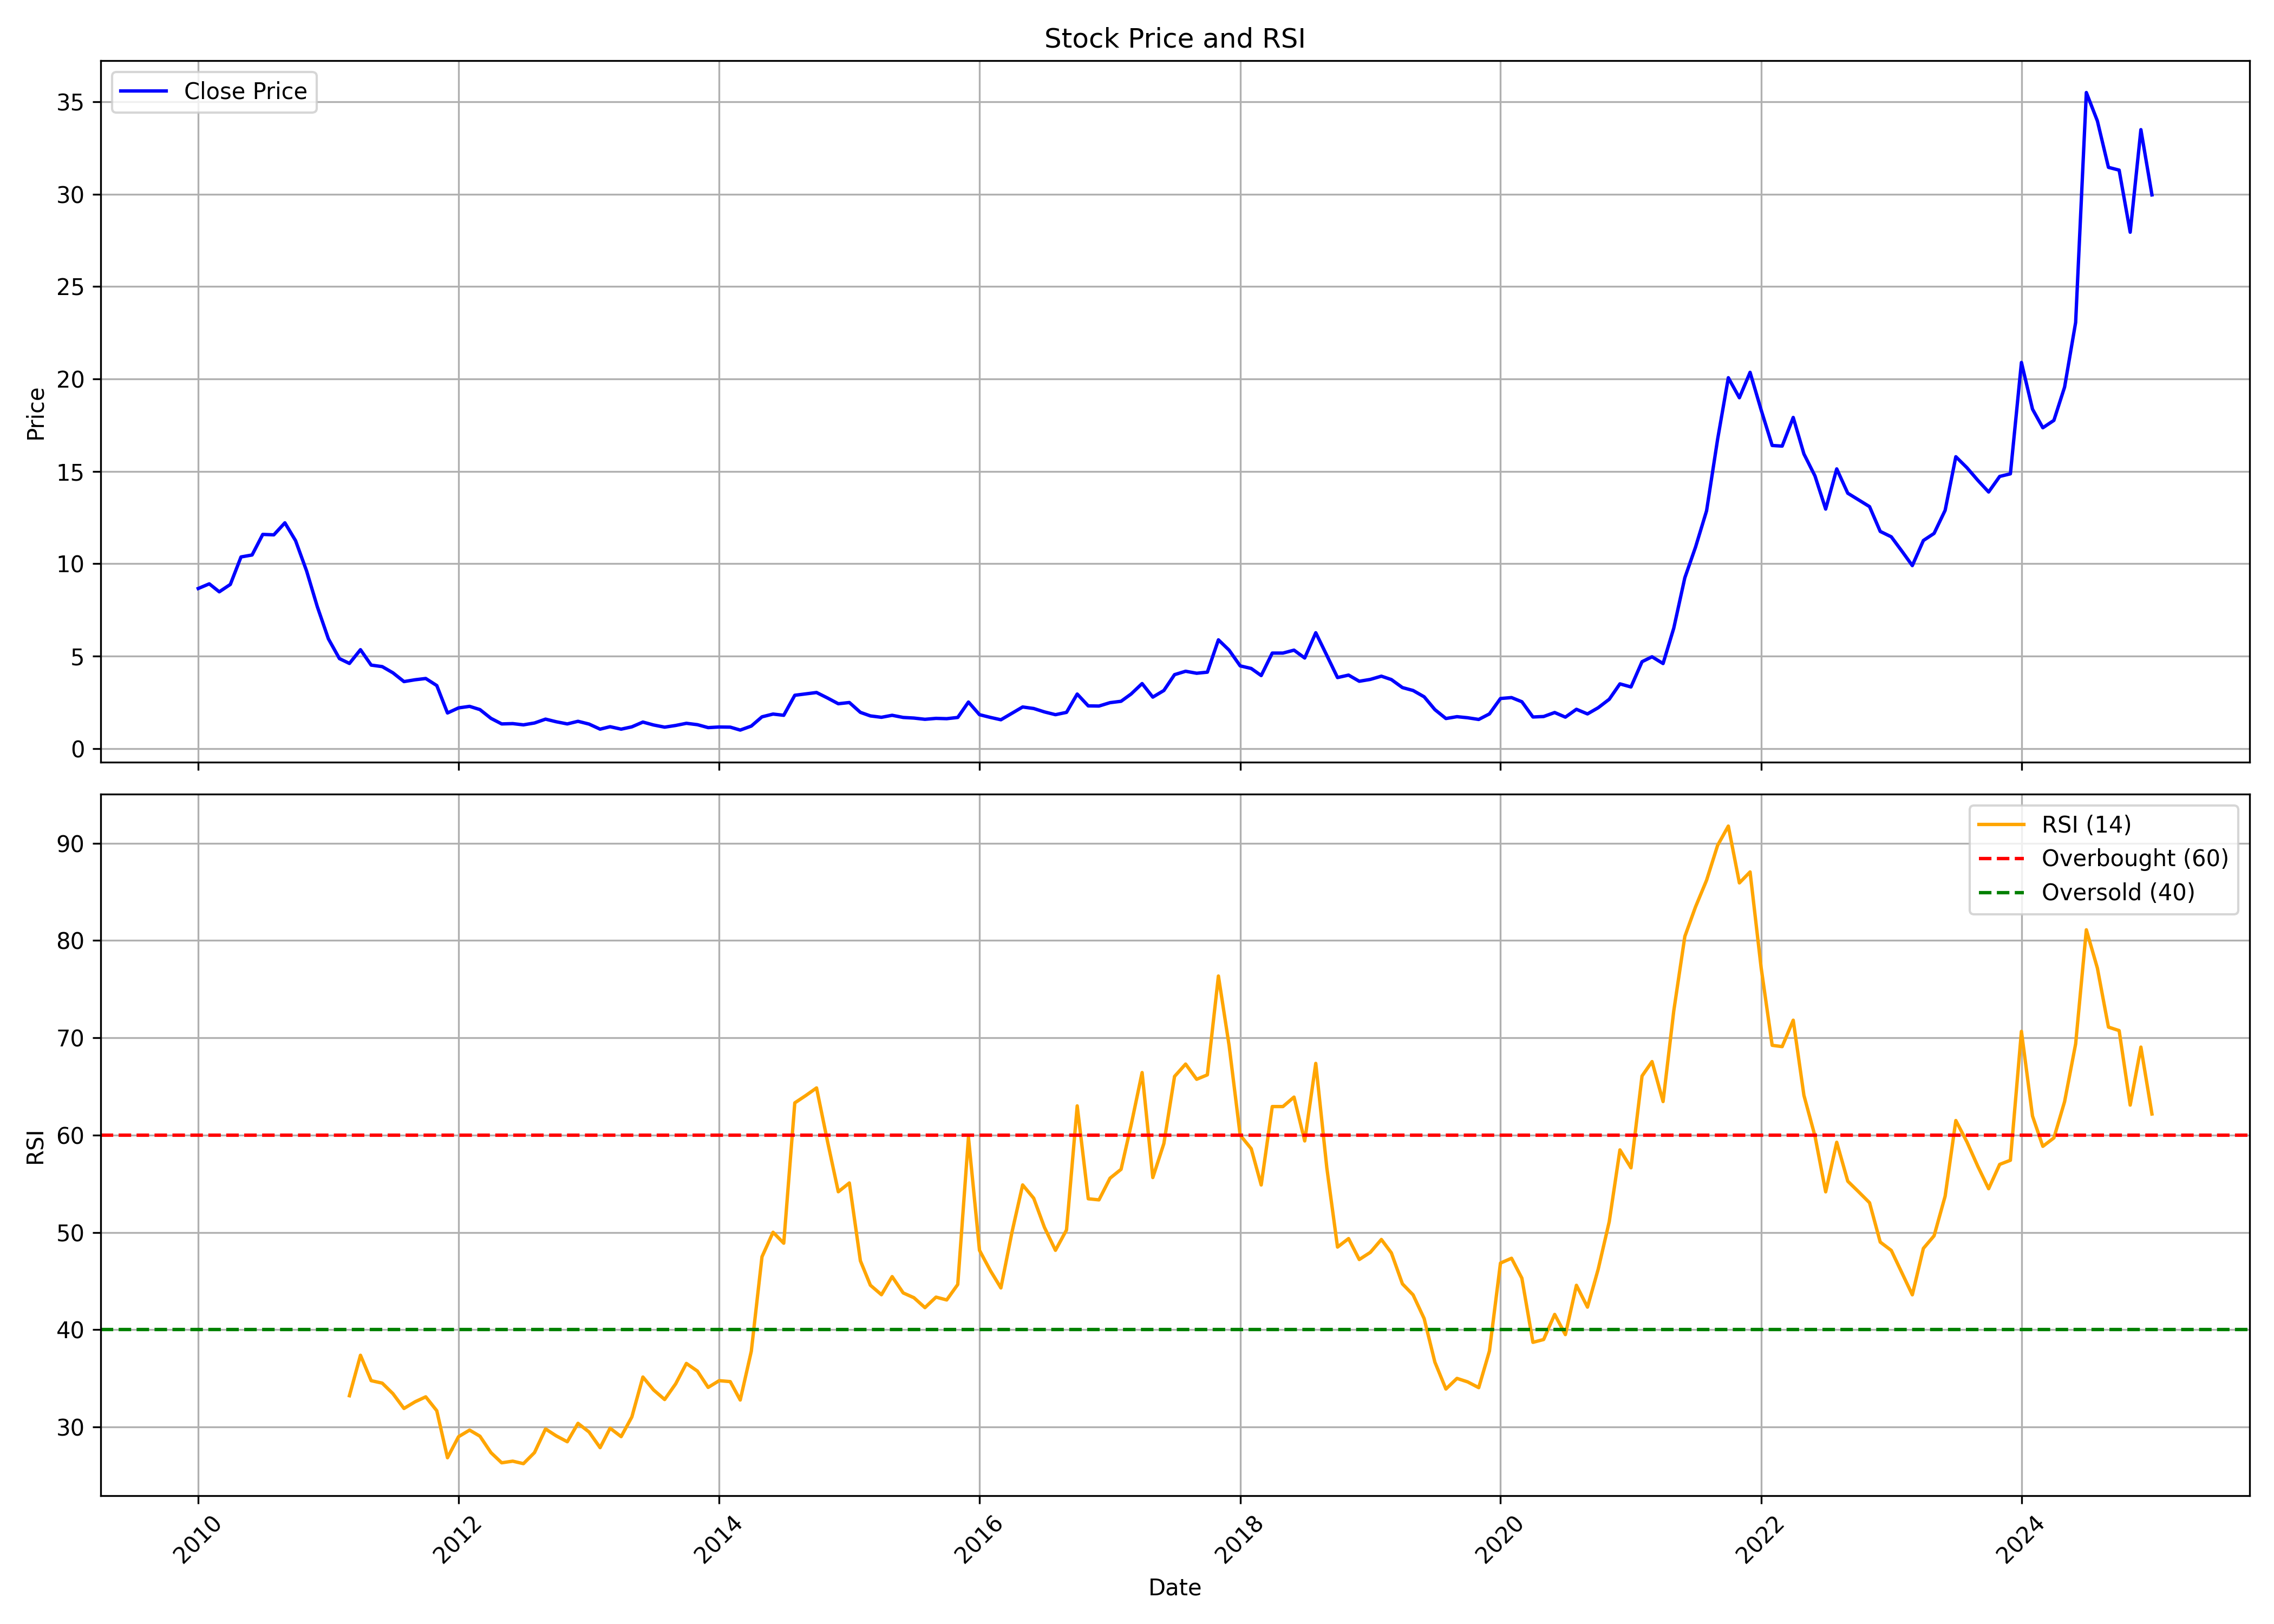 Stock Price and RSI
Close Price
35
30
25
20
15
10
5
0
Price
RSI (14)
Overbought (60)
Oversold (40)
90
80
70
60
50
40
30
RSI
2010 2012 2014 2016 2018 2020 2022 2024
Date